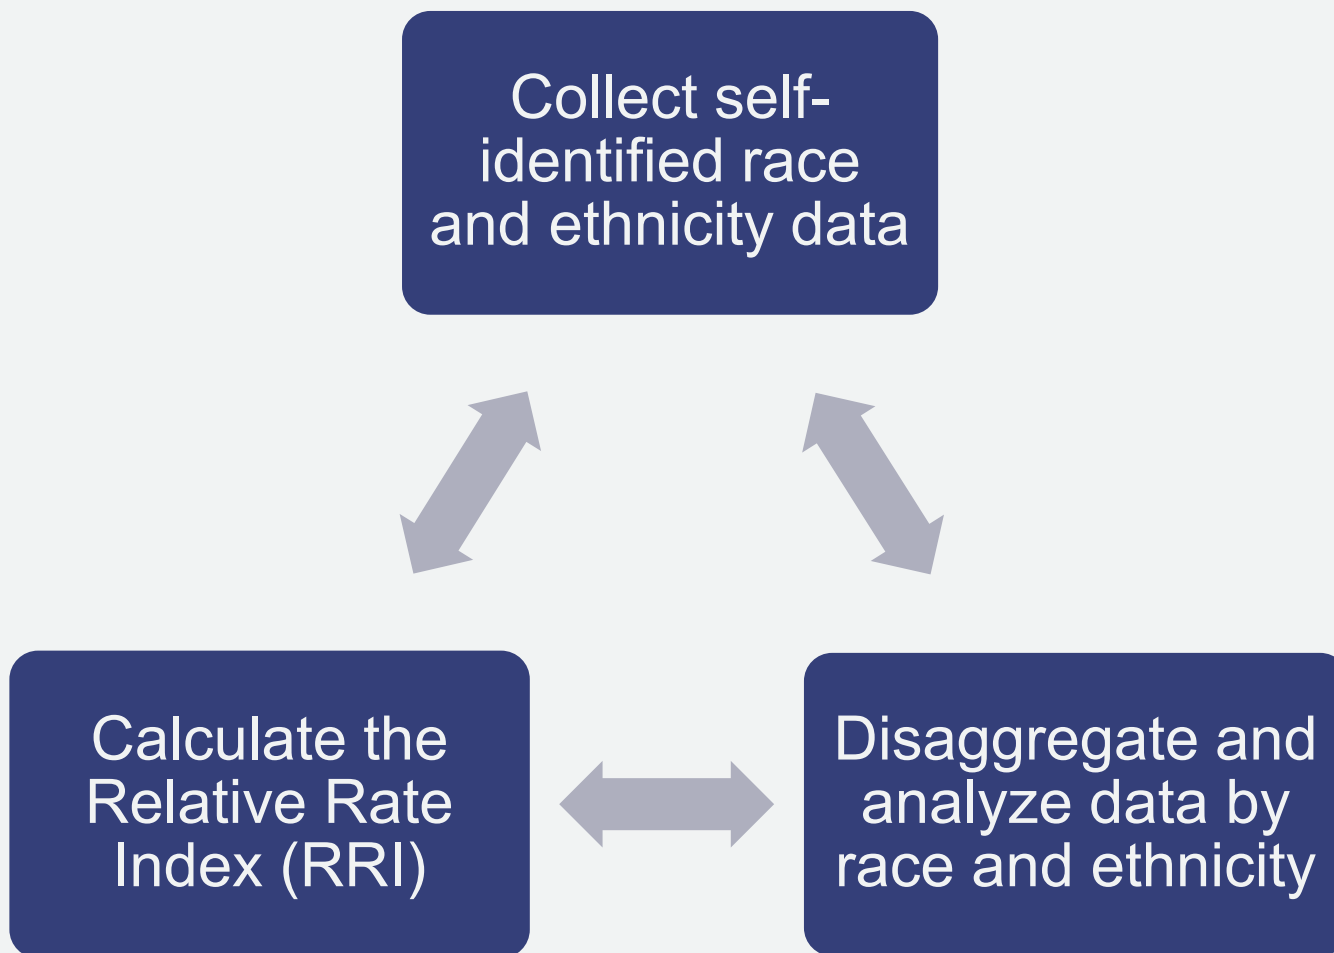 Collect self-
identified race
and ethnicity data
Calculate the
Relative Rate
Index (RRI)
Disaggregate and
analyze data by
race and ethnicity